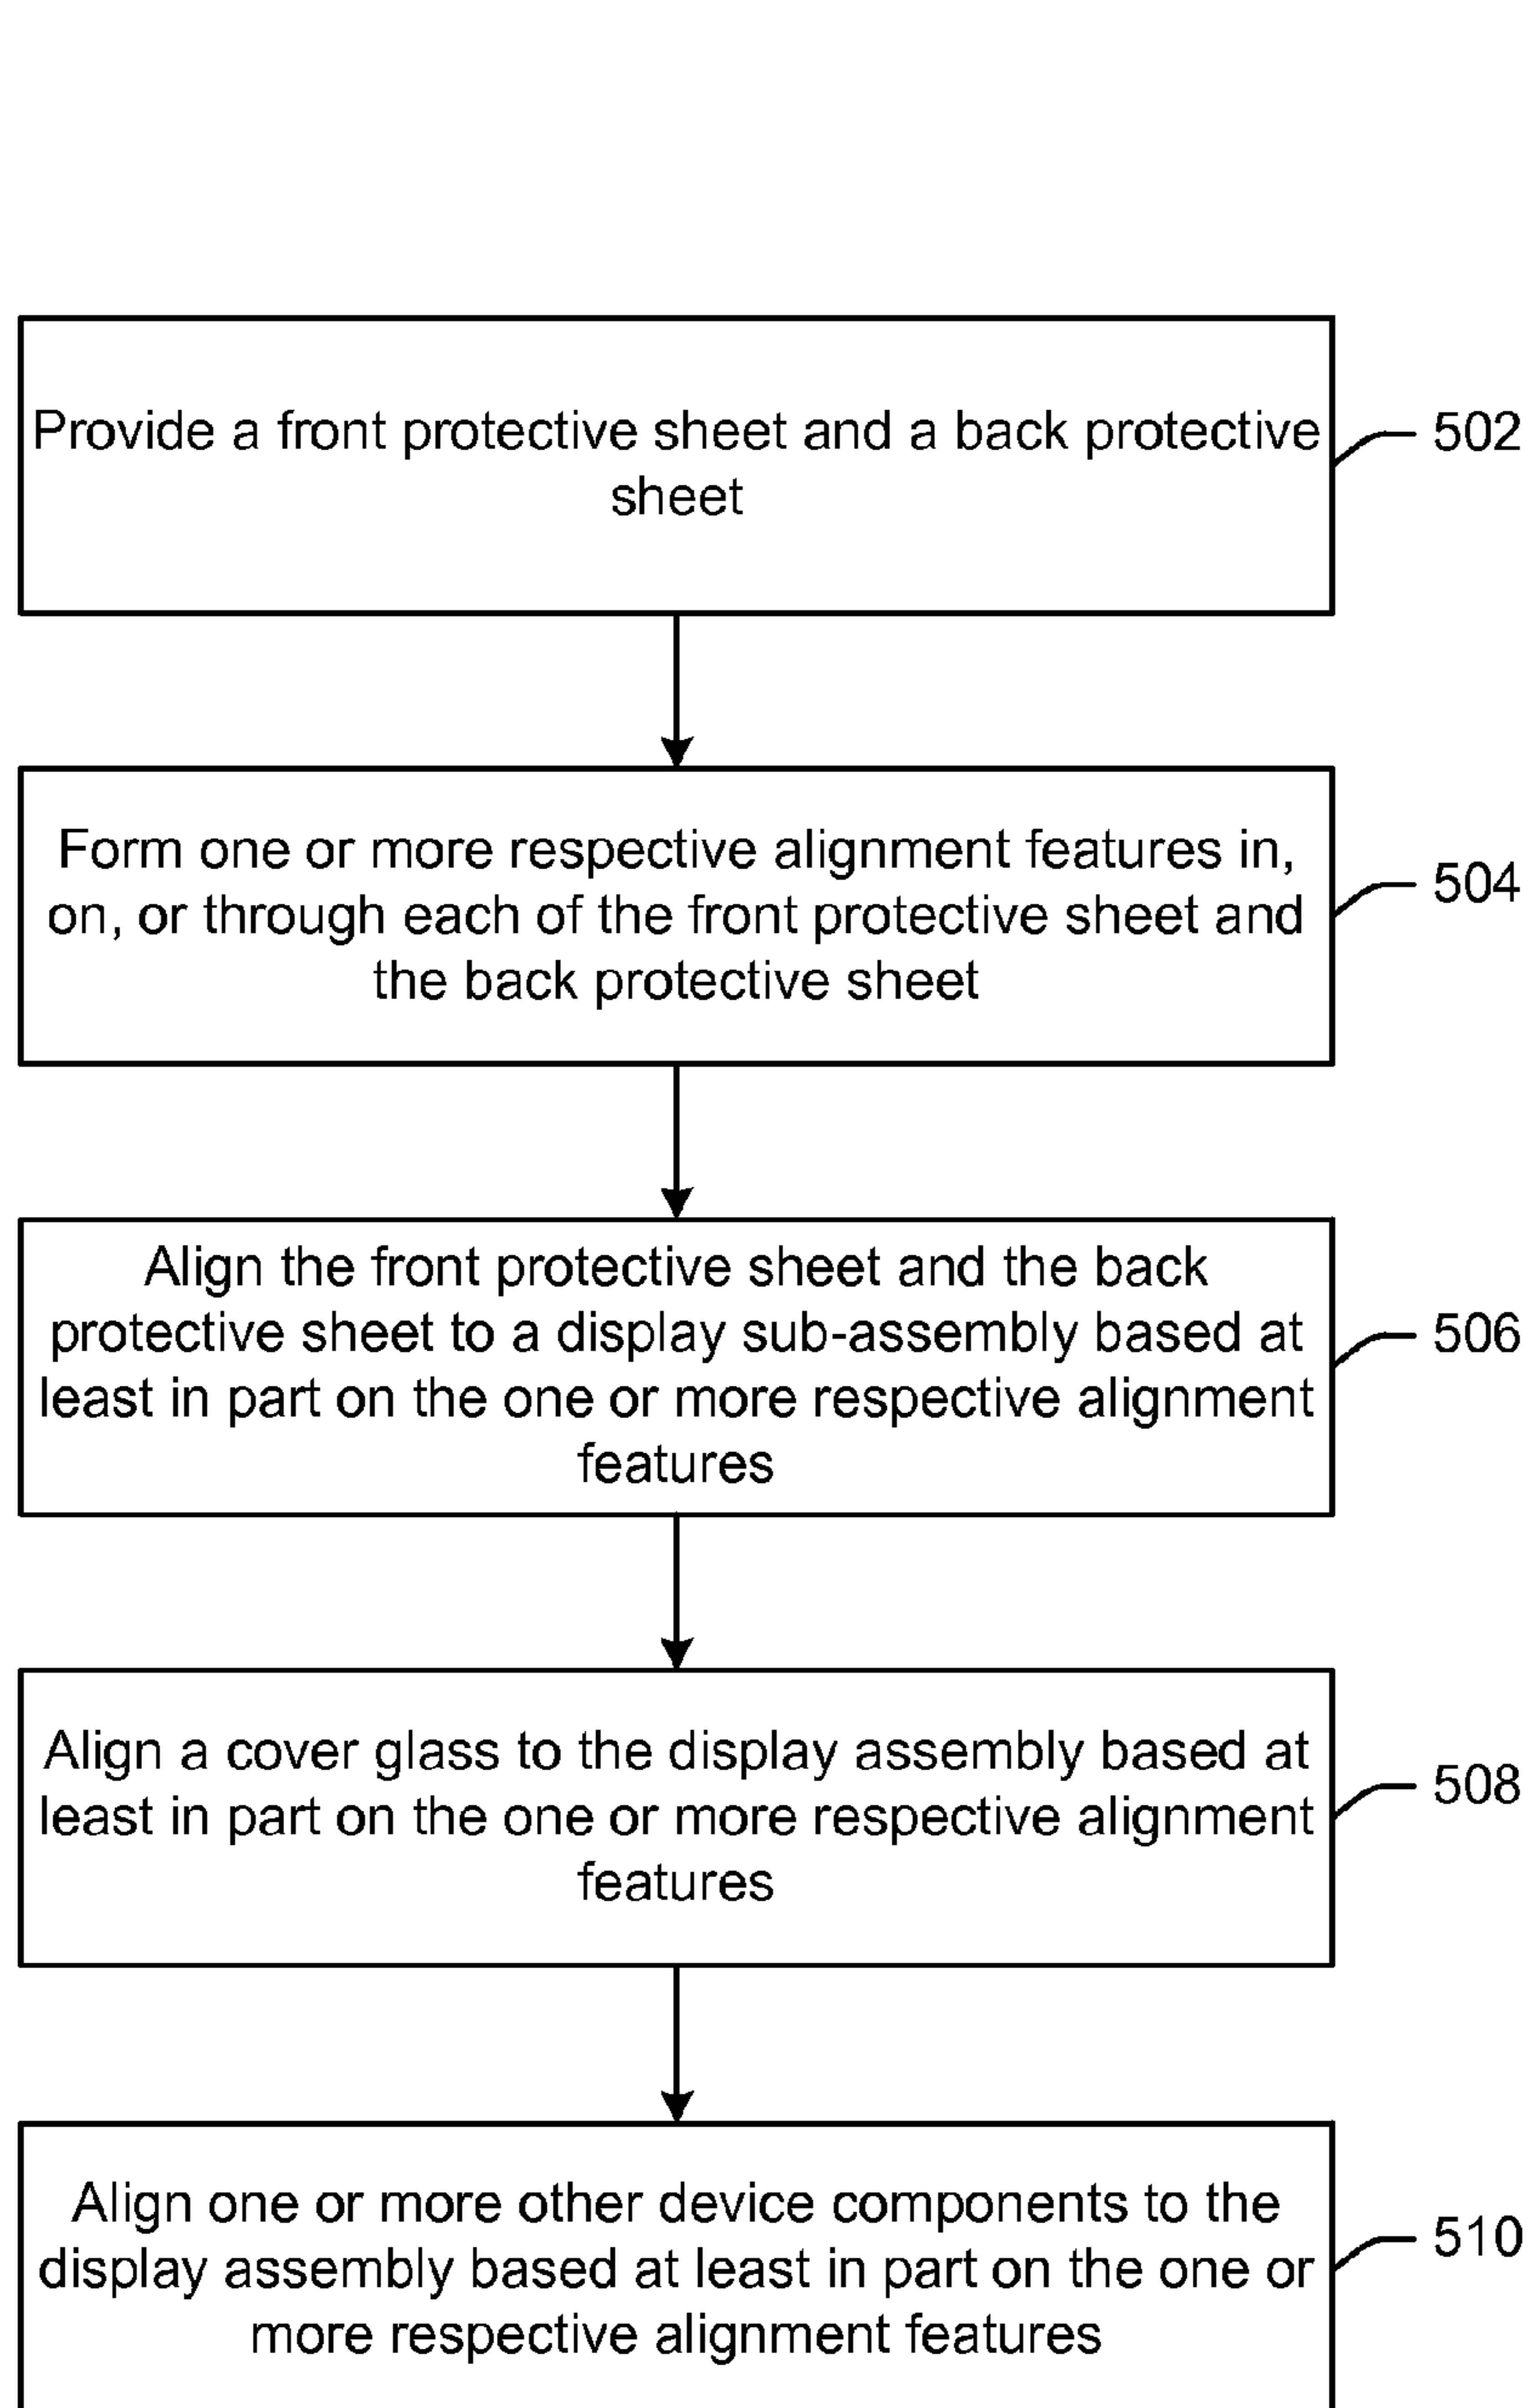 Provide a front protective sheet and a back protective
sheet
502
Form one or more respective alignment features in,
on, or through each of the front protective sheet and
the back protective sheet
504
Align the front protective sheet and the back
protective sheet to a display sub-assembly based at
least in part on the one or more respective alignment
features
506
Align a cover glass to the display assembly based at
least in part on the one or more respective alignment
features
508
Align one or more other device components to the
display assembly based at least in part on the one or
more respective alignment features
510